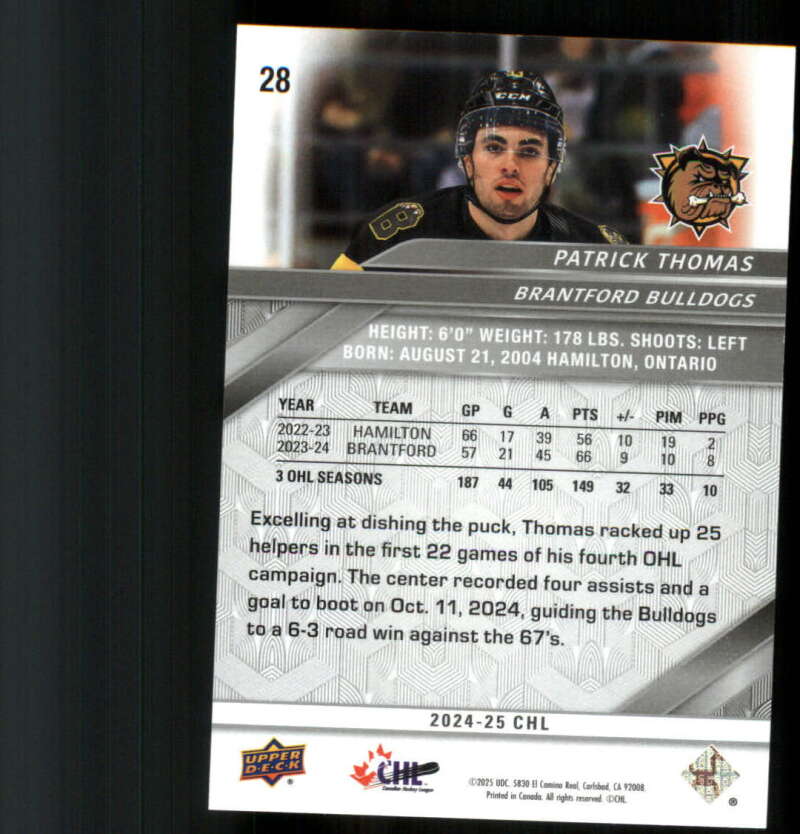 28
CCM
8
PATRICK THOMAS
BRANTFORD BULLDOGS
HEIGHT: 6'0" WEIGHT: 178 LBS. SHOOTS: LEFT
BORN: AUGUST 21, 2004 HAMILTON, ONTARIO
YEAR TEAM GP G A PTS +/- PIM PPG
2022-23 HAMILTON 66 17 39 56 10 19 2
2023-24 BRANTFORD 57 21 45 66 9 10 8
3 OHL SEASONS 187 44 105 149 32 33 10
Excelling at dishing the puck, Thomas racked up 25
helpers in the first 22 games of his fourth OHL
campaign. The center recorded four assists and a
goal to boot on Oct. 11, 2024, guiding the Bulldogs
to a 6-3 road win against the 67's.
2024-25 CHL
UPPER
D·E·C·K
®
CHL
Canadian Hockey League
©2025 UDC. 5830 El Camino Real, Carlsbad, CA 92008.
Printed in Canada. All rights reserved. ©CHL.
®